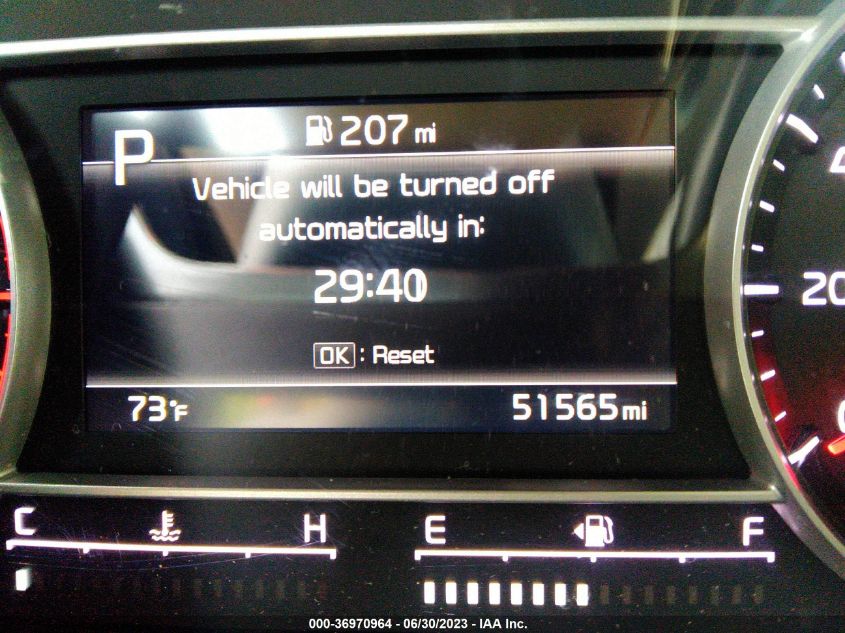 P
207 mi
Vehicle will be turned off
automatically in:
29:40
OK : Reset
73°F
51565 mi
20
C H
E F
000-36970964 - 06/30/2023 - IAA Inc.